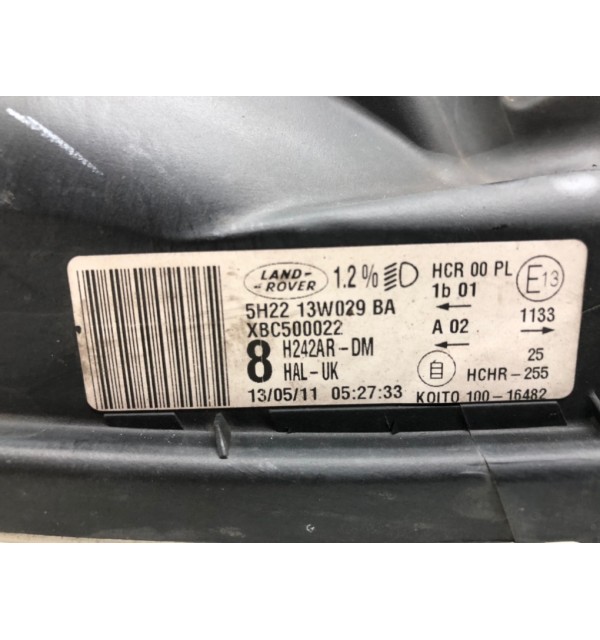 LAND-
ROVER
1.2%
HCR 00 PL
E13
1b 01
5H22 13W029 BA
XBC500022
A 02
1133
8 H242AR-DM
HAL-UK
25
HCHR-255
13/05/11 05:27:33
KOITO 100-16482